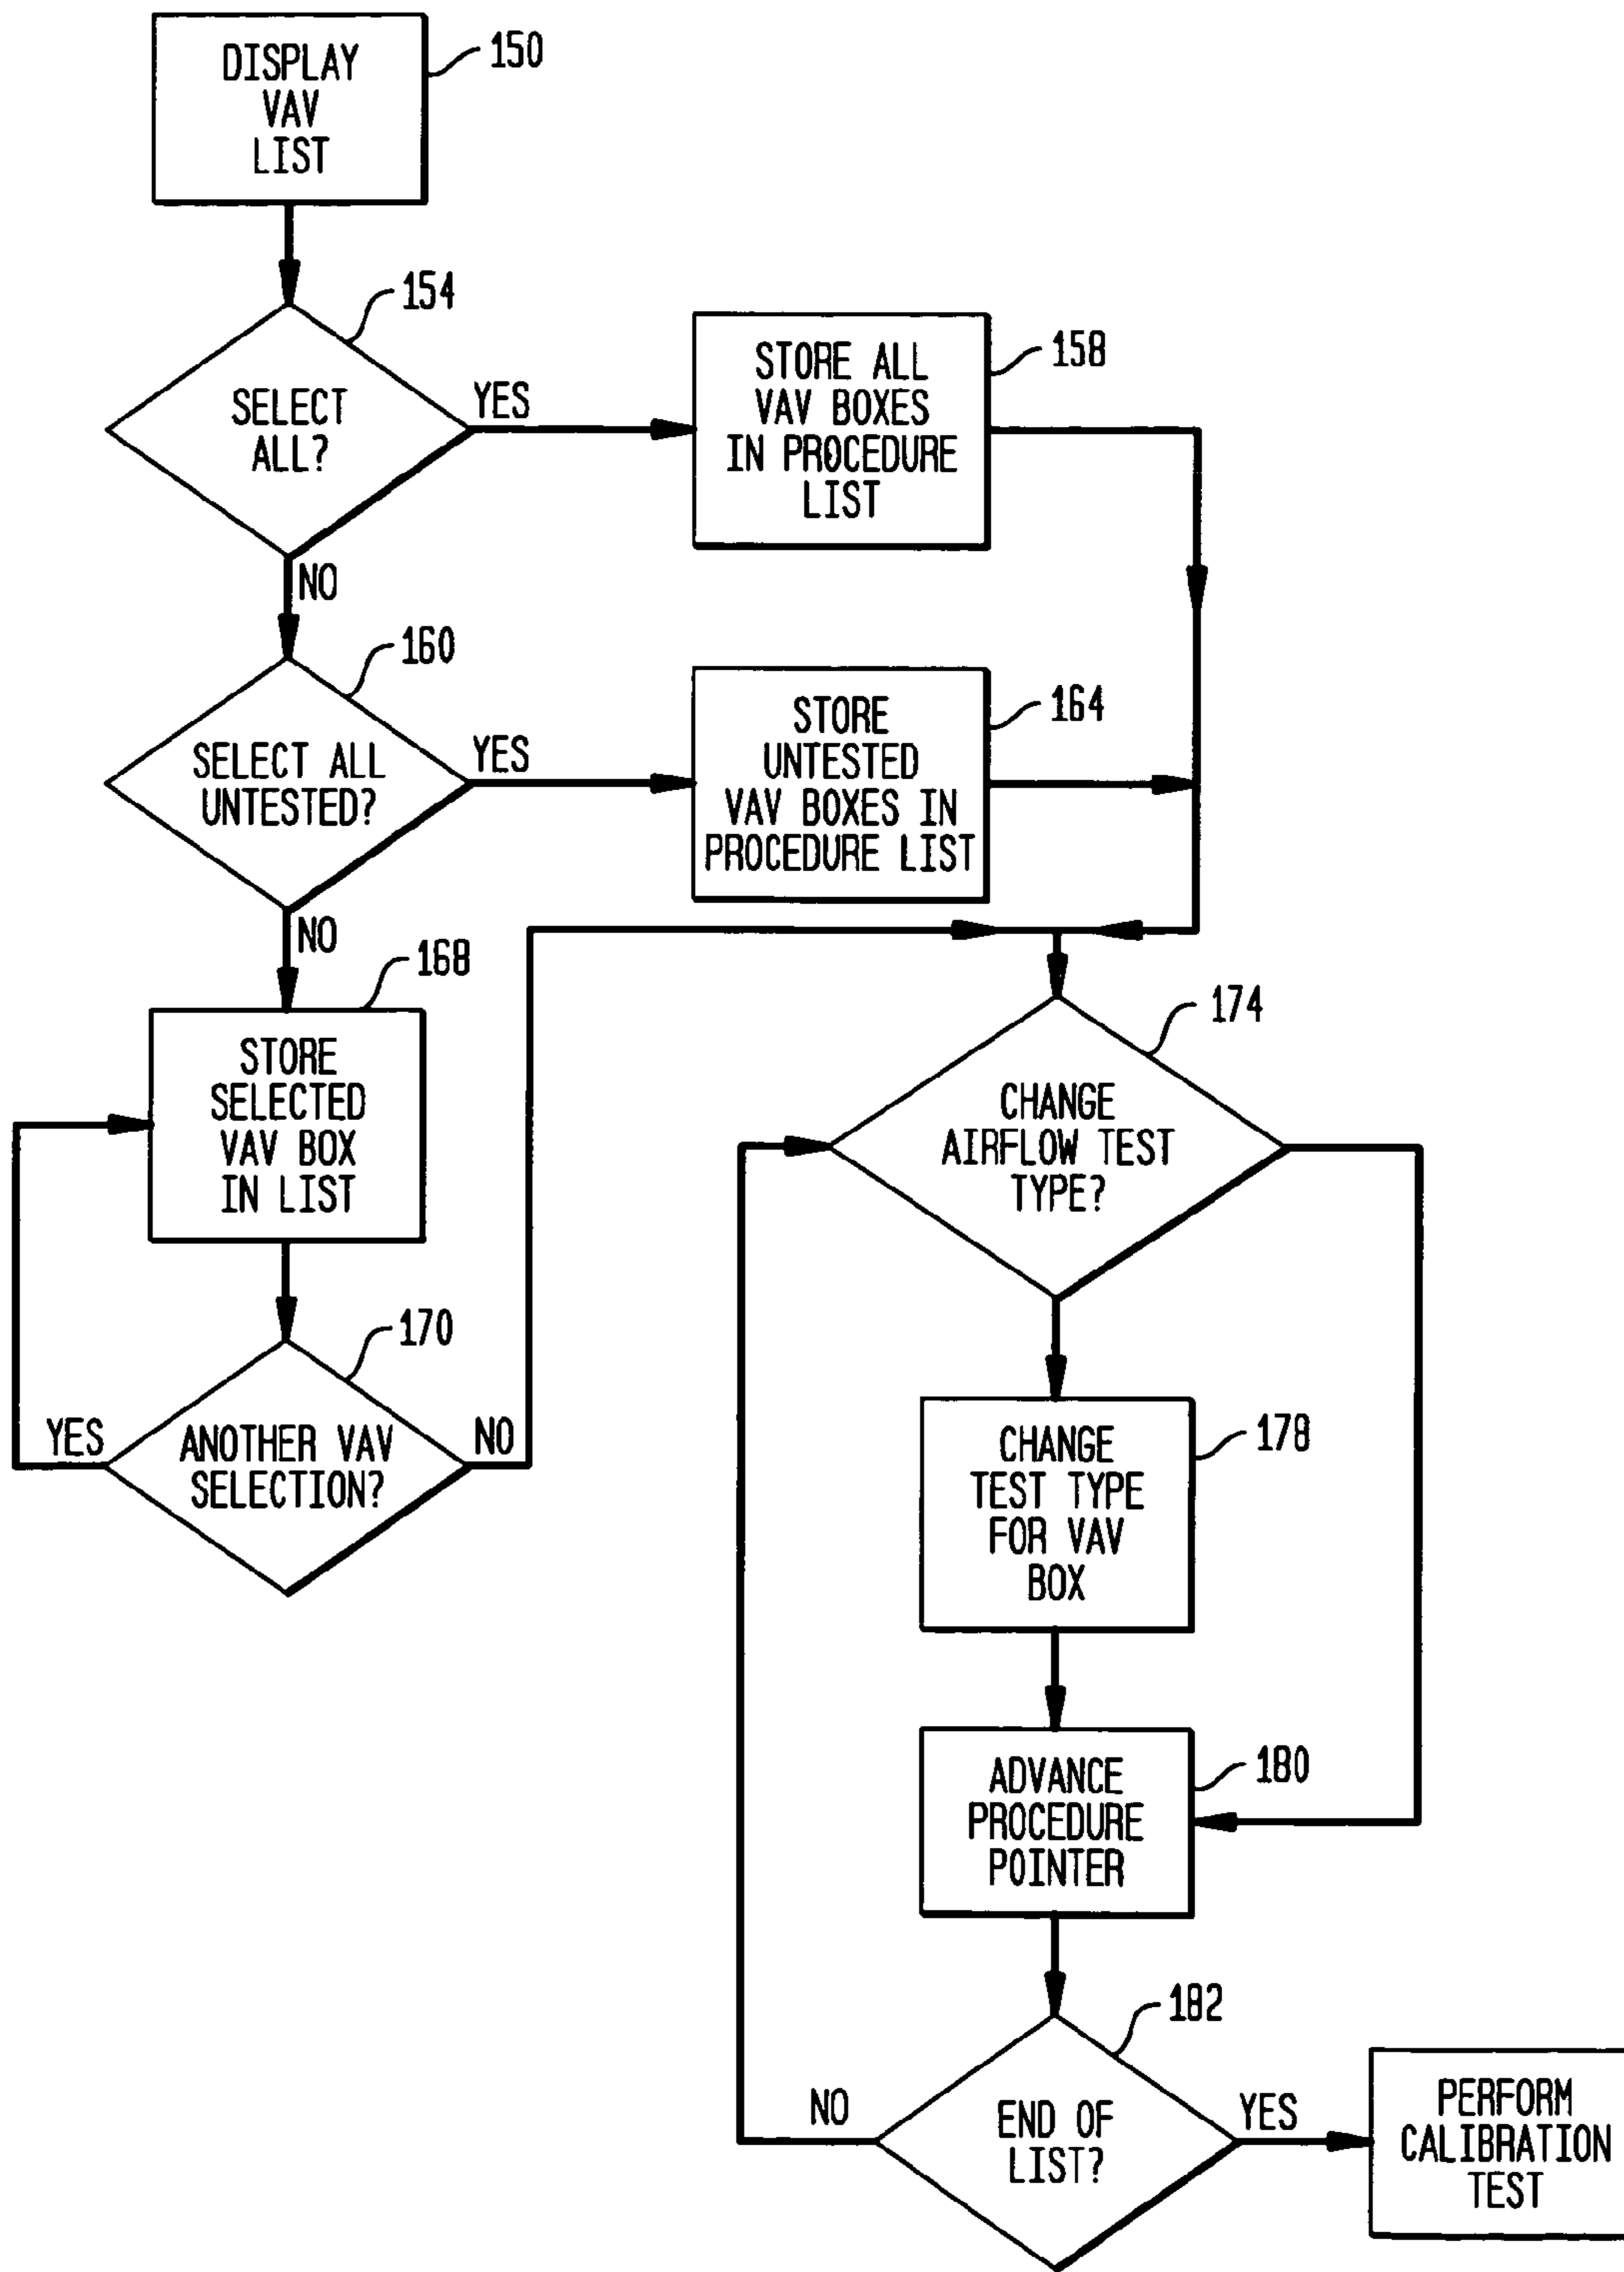 DISPLAY
VAV
LIST
150
154
SELECT
ALL?
YES
STORE ALL
VAV BOXES
IN PROCEDURE
LIST
158
NO
160
SELECT ALL
UNTESTED?
YES
STORE
UNTESTED
VAV BOXES IN
PROCEDURE LIST
164
NO
168
STORE
SELECTED
VAV BOX
IN LIST
170
YES
ANOTHER VAV
SELECTION?
NO
174
CHANGE
AIRFLOW TEST
TYPE?
CHANGE
TEST TYPE
FOR VAV
BOX
178
ADVANCE
PROCEDURE
POINTER
180
182
NO
END OF
LIST?
YES
PERFORM
CALIBRATION
TEST